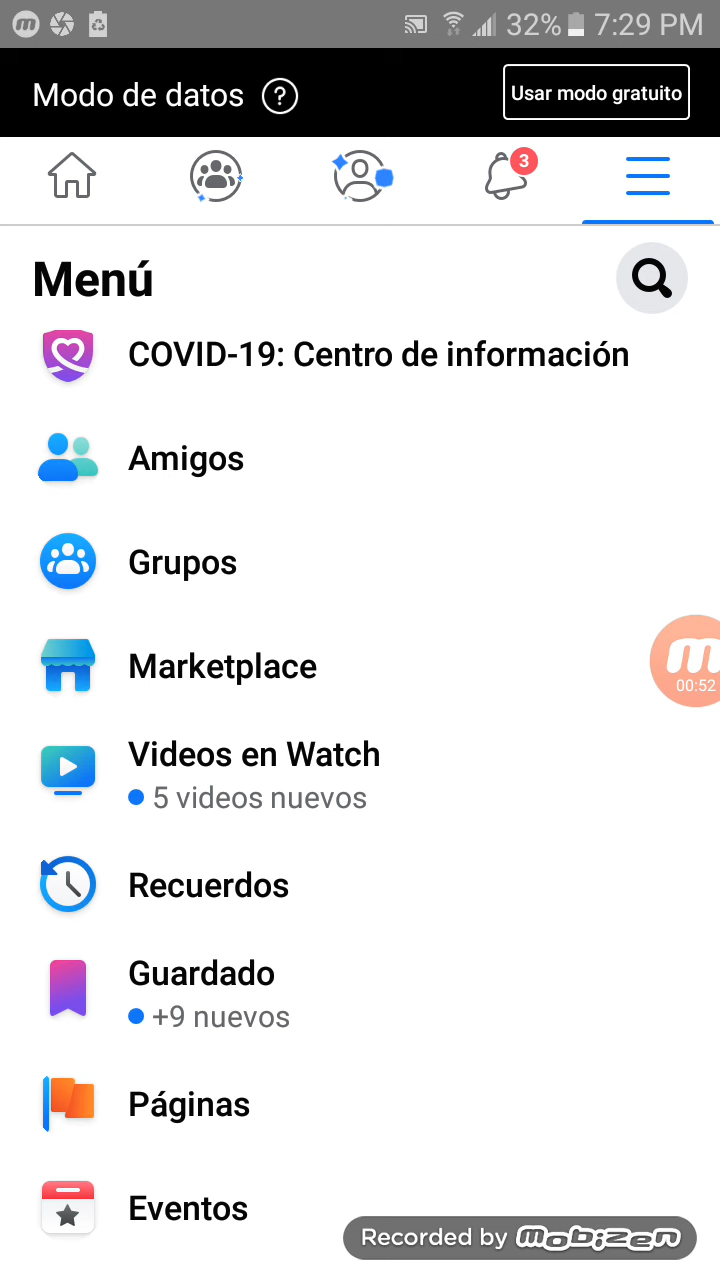 32% 7:29 PM
Modo de datos ? Usar modo gratuito
3
Menú
COVID-19: Centro de información
Amigos
Grupos
Marketplace
m
00:52
Videos en Watch
5 videos nuevos
Recuerdos
Guardado
+9 nuevos
Páginas
Eventos
Recorded by mobizen